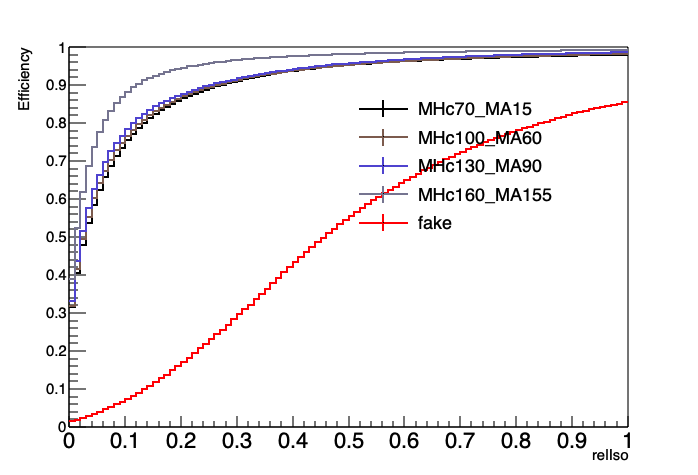 Efficiency
1
0.9
0.8
0.7
0.6
0.5
0.4
0.3
0.2
0.1
0
MHc70_MA15
MHc100_MA60
MHc130_MA90
MHc160_MA155
fake
0 0.1 0.2 0.3 0.4 0.5 0.6 0.7 0.8 0.9 1
relIso